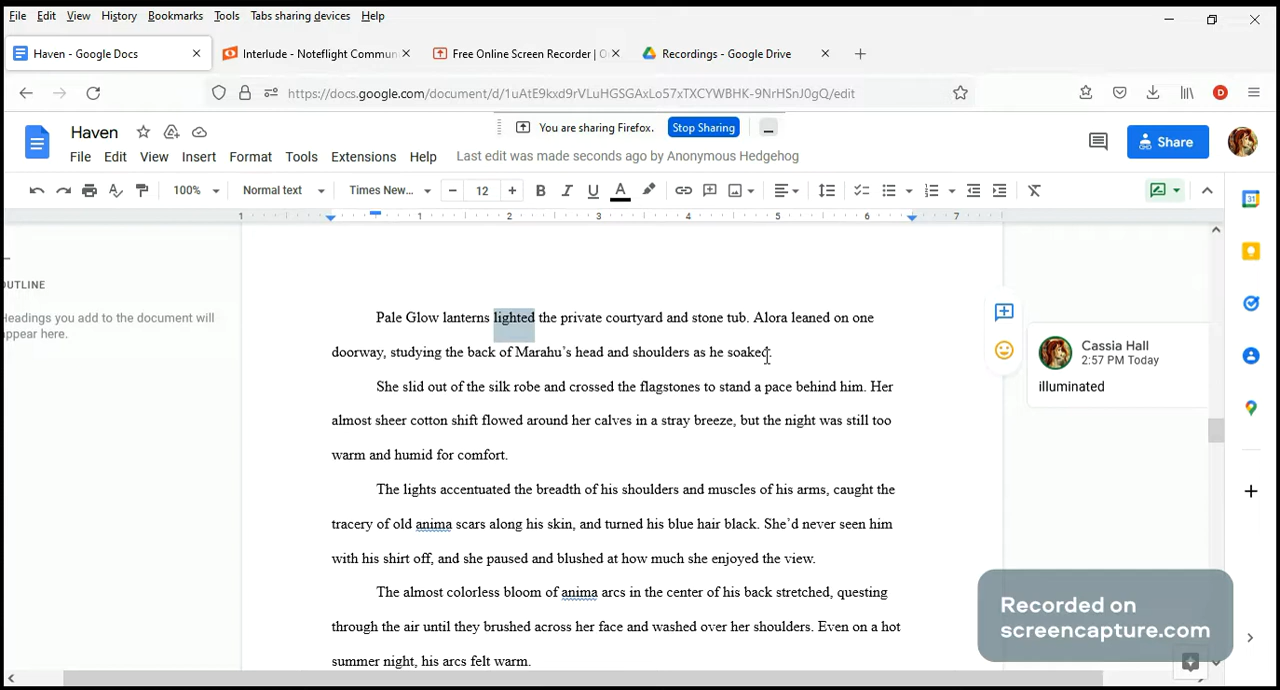 File Edit View History Bookmarks Tools Tabs sharing devices Help
Haven - Google Docs
Interlude - Noteflight Commun
Free Online Screen Recorder | O
Recordings - Google Drive
https://docs.google.com/document/d/1uAtE9kxd9rVLuHGSGAxLo57xTXCYWBHK-9NrHSnJ0gQ/edit
D
Haven
You are sharing Firefox.
Stop Sharing
Share
File Edit View Insert Format Tools Extensions Help
Last edit was made seconds ago by Anonymous Hedgehog
100% Normal text Times New... 12 B I U A
1 1 2 3 4 5 6 7
31
OUTLINE
Headings you add to the document will
appear here.
Pale Glow lanterns lighted the private courtyard and stone tub. Alora leaned on one
doorway, studying the back of Marahu's head and shoulders as he soaked.
She slid out of the silk robe and crossed the flagstones to stand a pace behind him. Her
almost sheer cotton shift flowed around her calves in a stray breeze, but the night was still too
warm and humid for comfort.
The lights accentuated the breadth of his shoulders and muscles of his arms, caught the
tracery of old anima scars along his skin, and turned his blue hair black. She'd never seen him
with his shirt off, and she paused and blushed at how much she enjoyed the view.
The almost colorless bloom of anima arcs in the center of his back stretched, questing
through the air until they brushed across her face and washed over her shoulders. Even on a hot
summer night, his arcs felt warm.
Cassia Hall
2:57 PM Today
illuminated
Recorded on
screencapture.com